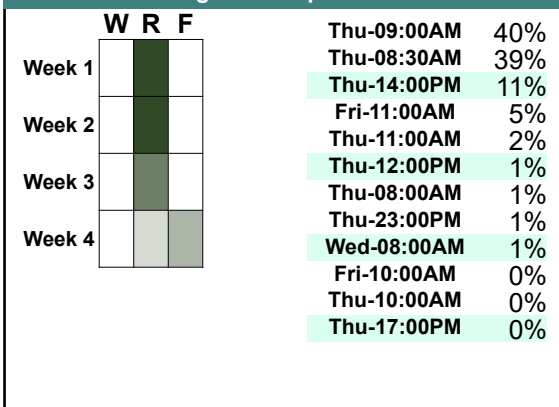 W R F
Week 1
Week 2
Week 3
Week 4
Thu-09:00AM 40%
Thu-08:30AM 39%
Thu-14:00PM 11%
Fri-11:00AM 5%
Thu-11:00AM 2%
Thu-12:00PM 1%
Thu-08:00AM 1%
Thu-23:00PM 1%
Wed-08:00AM 1%
Fri-10:00AM 0%
Thu-10:00AM 0%
Thu-17:00PM 0%